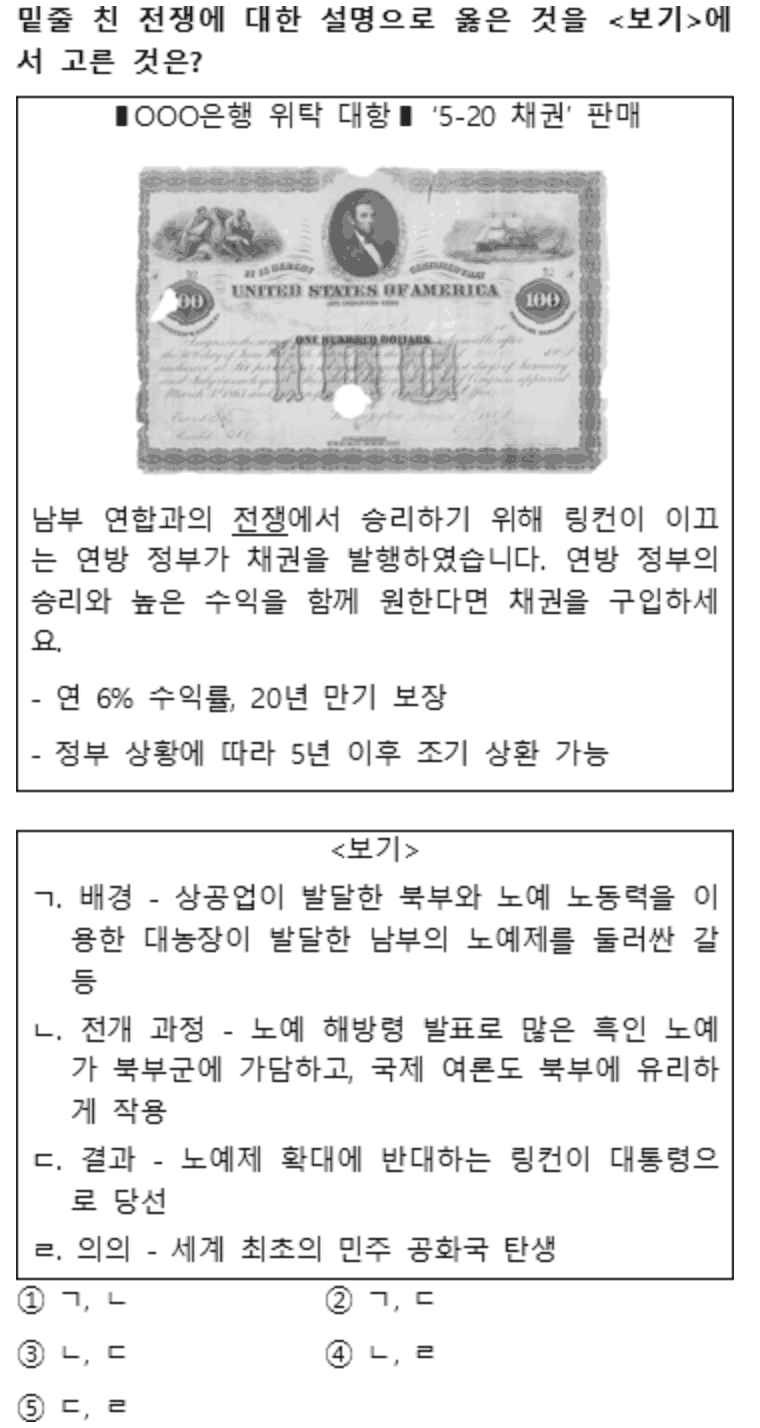 밑줄 친 전쟁에 대한 설명으로 옳은 것을 <보기>에
서 고른 것은?
▮OOO은행 위탁 대항▮ '5-20 채권' 판매
IT IS HEREBY CERTIFIED THAT
UNITED STATES OF AMERICA
100
ONE HUNDRED DOLLARS
100
남부 연합과의 전쟁에서 승리하기 위해 링컨이 이끄
는 연방 정부가 채권을 발행하였습니다. 연방 정부의
승리와 높은 수익을 함께 원한다면 채권을 구입하세
요.
- 연 6% 수익률, 20년 만기 보장
- 정부 상황에 따라 5년 이후 조기 상환 가능
<보기>
ㄱ. 배경 - 상공업이 발달한 북부와 노예 노동력을 이
용한 대농장이 발달한 남부의 노예제를 둘러싼 갈
등
ㄴ. 전개 과정 - 노예 해방령 발표로 많은 흑인 노예
가 북부군에 가담하고, 국제 여론도 북부에 유리하
게 작용
ㄷ. 결과 - 노예제 확대에 반대하는 링컨이 대통령으
로 당선
ㄹ. 의의 - 세계 최초의 민주 공화국 탄생
① ㄱ, ㄴ ② ㄱ, ㄷ
③ ㄴ, ㄷ ④ ㄴ, ㄹ
⑤ ㄷ, ㄹ